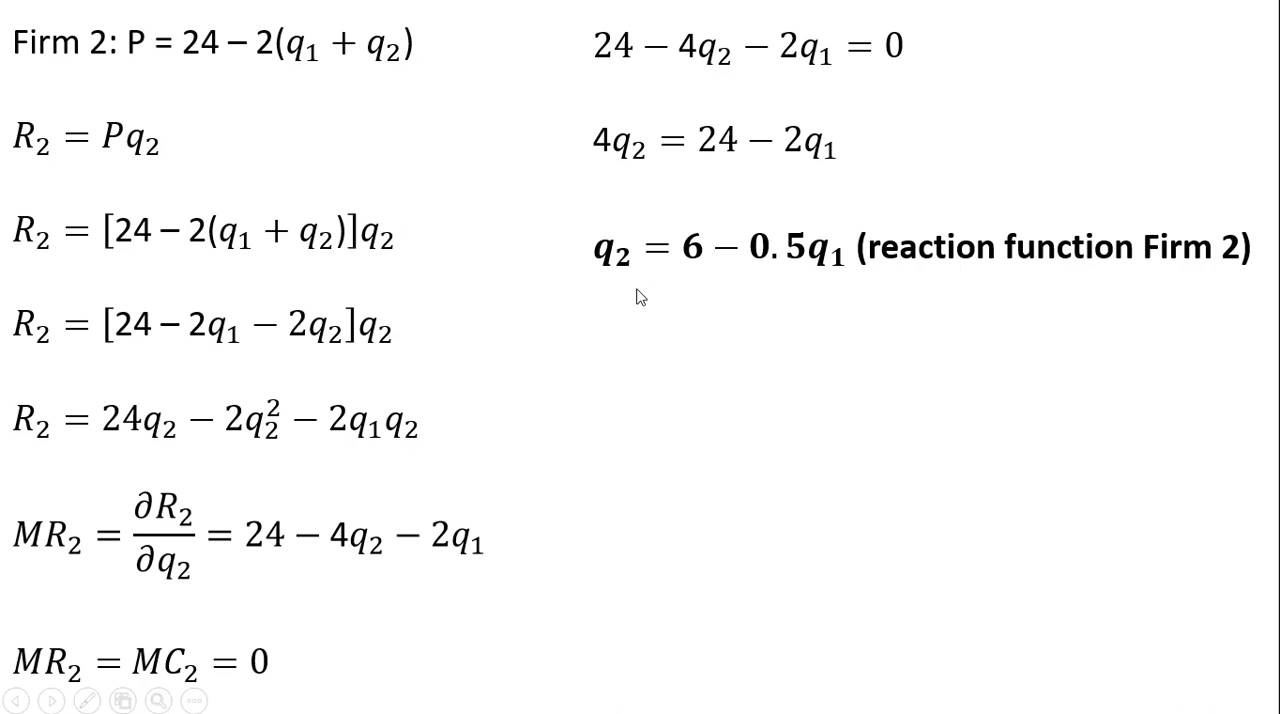 Firm 2: P = 24 – 2(q₁ + q₂)
R₂ = Pq₂
R₂ = [24 – 2(q₁ + q₂)]q₂
R₂ = [24 – 2q₁ − 2q₂]q₂
R₂ = 24q₂ − 2q₂² − 2q₁q₂
MR₂ = ∂R₂/∂q₂ = 24 − 4q₂ − 2q₁
MR₂ = MC₂ = 0
24 − 4q₂ − 2q₁ = 0
4q₂ = 24 − 2q₁
q₂ = 6 − 0.5q₁ (reaction function Firm 2)